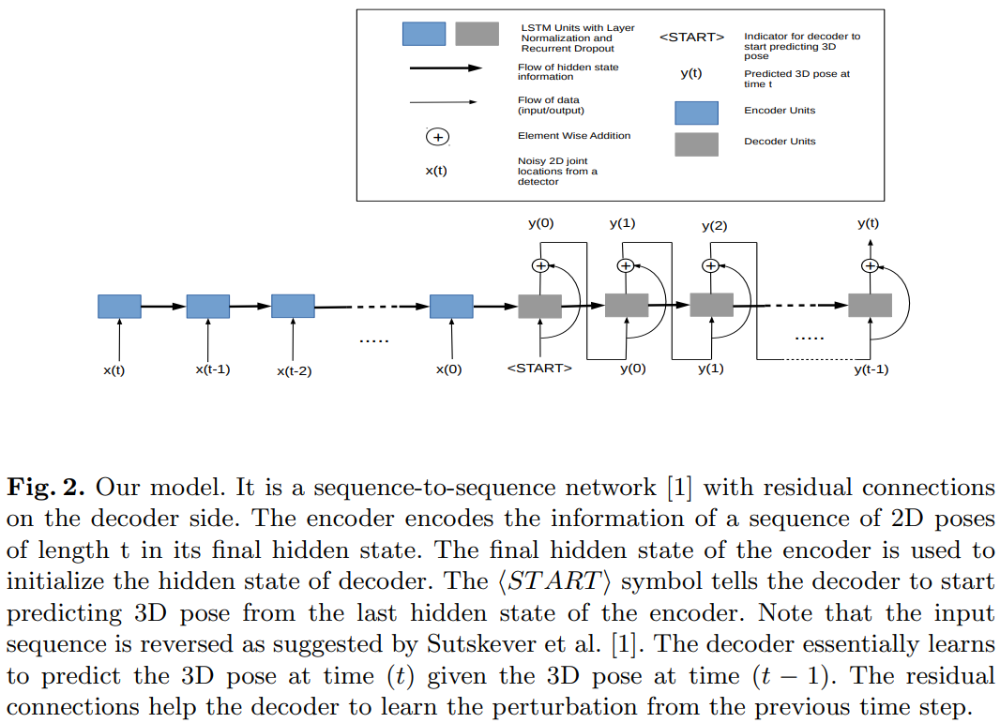 LSTM Units with Layer
Normalization and
Recurrent Dropout
Flow of hidden state
information
Flow of data
(input/output)
+
Element Wise Addition
x(t)
Noisy 2D joint
locations from a
detector
<START>
Indicator for decoder to
start predicting 3D
pose
y(t)
Predicted 3D pose at
time t
Encoder Units
Decoder Units
y(0) y(1) y(2) y(t)
+ + + +
..... .....
x(t) x(t-1) x(t-2) x(0) <START> y(0) y(1) y(t-1)
Fig. 2. Our model. It is a sequence-to-sequence network [1] with residual connections
on the decoder side. The encoder encodes the information of a sequence of 2D poses
of length t in its final hidden state. The final hidden state of the encoder is used to
initialize the hidden state of decoder. The ⟨START⟩ symbol tells the decoder to start
predicting 3D pose from the last hidden state of the encoder. Note that the input
sequence is reversed as suggested by Sutskever et al. [1]. The decoder essentially learns
to predict the 3D pose at time (t) given the 3D pose at time (t − 1). The residual
connections help the decoder to learn the perturbation from the previous time step.